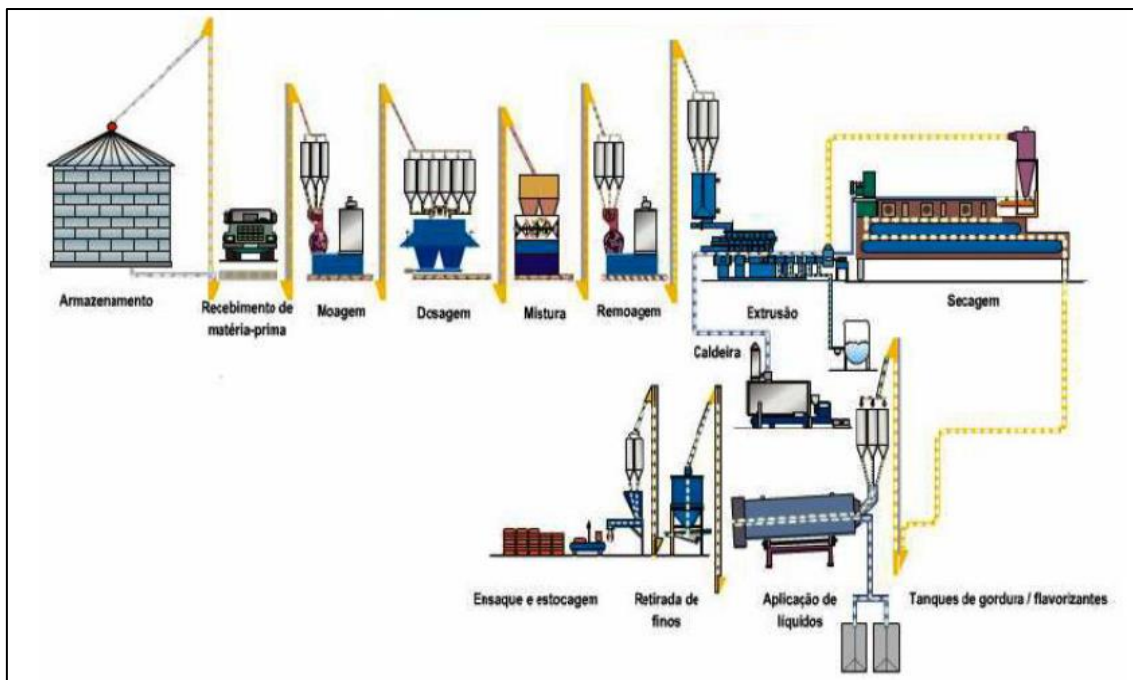 Armazenamento
Recebimento de
matéria-prima
Moagem
Dosagem
Mistura
Remoagem
Extrusão
Secagem
Caldeira
Ensaque e estocagem
Retirada de
finos
Aplicação de
líquidos
Tanques de gordura / flavorizantes